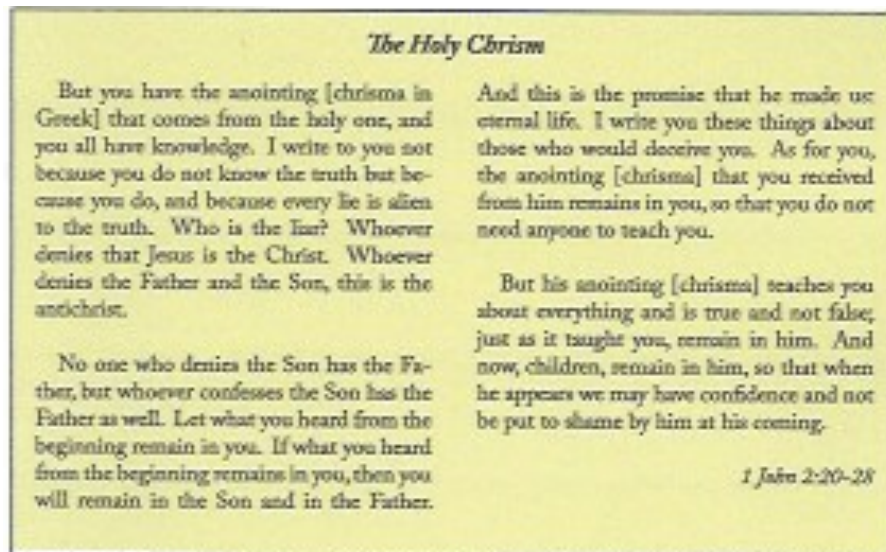 The Holy Chrism
But you have the anointing [chrisma in
Greek] that comes from the holy one, and
you all have knowledge. I write to you not
because you do not know the truth but be-
cause you do, and because every lie is alien
to the truth. Who is the liar? Whoever
denies that Jesus is the Christ. Whoever
denies the Father and the Son, this is the
antichrist.
No one who denies the Son has the Fa-
ther, but whoever confesses the Son has the
Father as well. Let what you heard from the
beginning remain in you. If what you heard
from the beginning remains in you, then you
will remain in the Son and in the Father.
And this is the promise that he made us:
eternal life. I write you these things about
those who would deceive you. As for you,
the anointing [chrisma] that you received
from him remains in you, so that you do not
need anyone to teach you.
But his anointing [chrisma] teaches you
about everything and is true and not false;
just as it taught you, remain in him. And
now, children, remain in him, so that when
he appears we may have confidence and not
be put to shame by him at his coming.
1 John 2:20-28